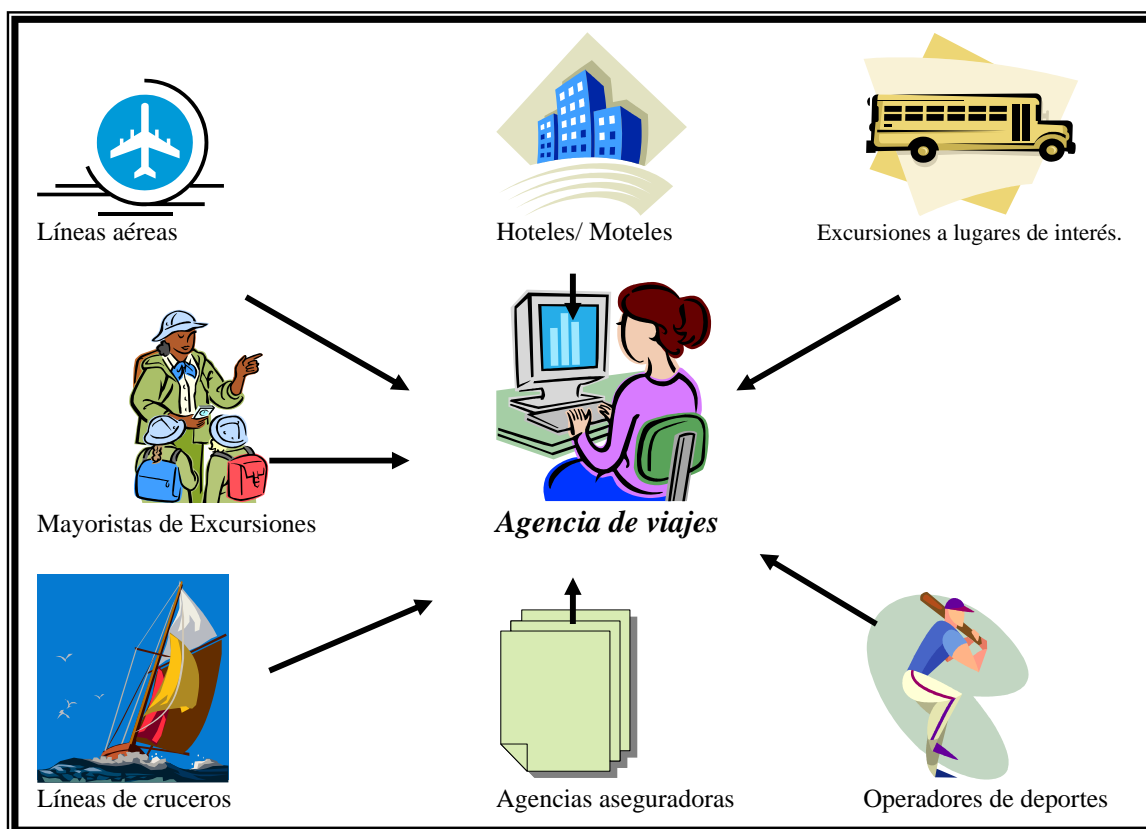 Líneas aéreas
Hoteles/ Moteles
Excursiones a lugares de interés.
Mayoristas de Excursiones
Agencia de viajes
Líneas de cruceros
Agencias aseguradoras
Operadores de deportes